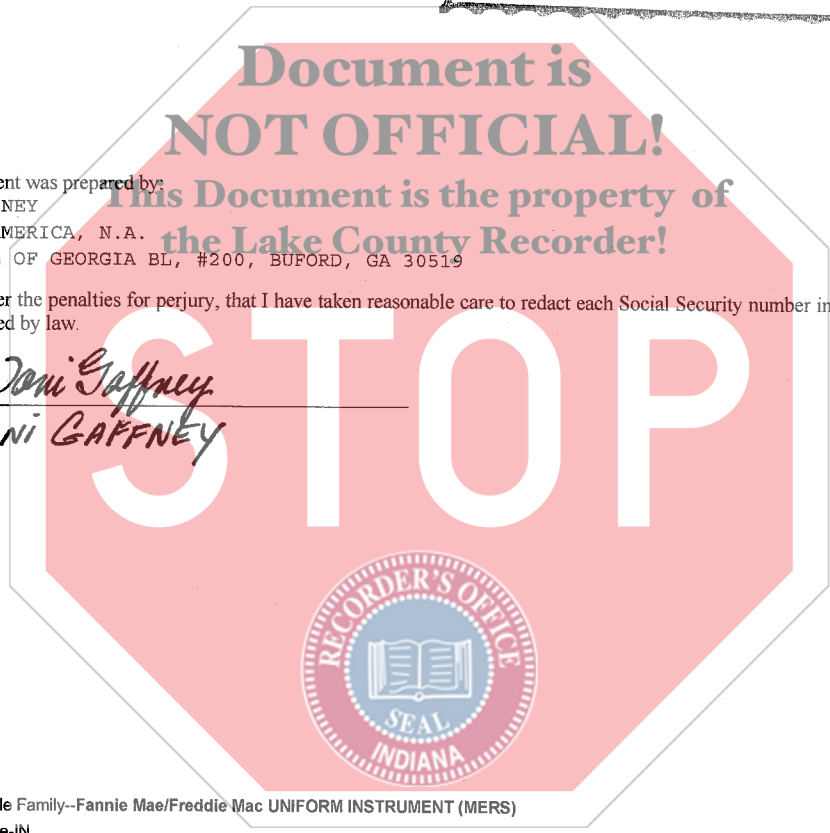 Document is
NOT OFFICIAL!
ent was prepared by:
This Document is the property of
NEY
MERICA, N.A.
the Lake County Recorder!
OF GEORGIA BL, #200, BUFORD, GA 30519
er the penalties for perjury, that I have taken reasonable care to redact each Social Security number in
ed by law.
STOP
Toni Gaffney
ni GAFFNEY
RECORDER'S OFFICE
SEAL
INDIANA
le Family--Fannie Mae/Freddie Mac UNIFORM INSTRUMENT (MERS)
e-IN